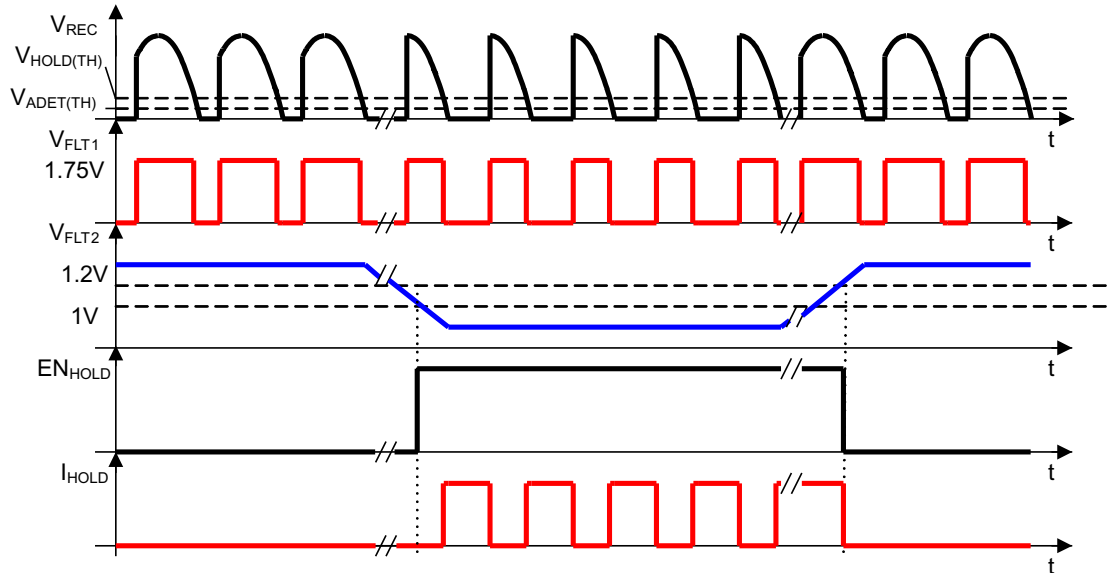 VREC
VHOLD(TH)
VADET(TH)
t
VFLT1
1.75V
t
VFLT2
1.2V
1V
t
ENHOLD
t
IHOLD
t